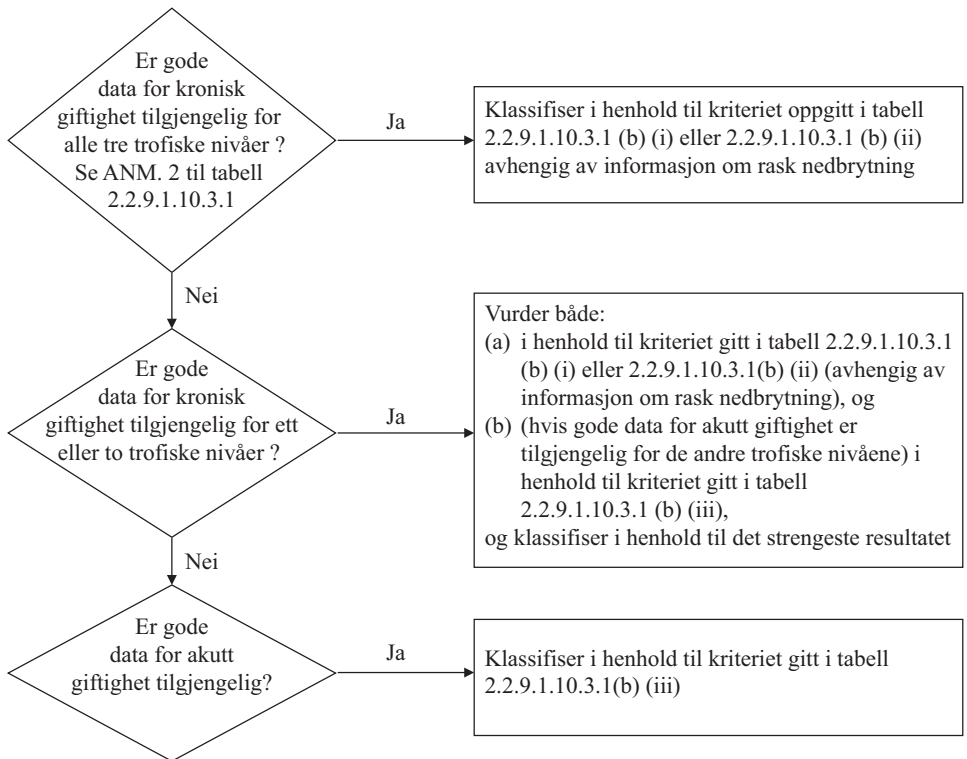 Er gode
data for kronisk
giftighet tilgjengelig for
alle tre trofiske nivåer ?
Se ANM. 2 til tabell
2.2.9.1.10.3.1
Ja
Klassifiser i henhold til kriteriet oppgitt i tabell
2.2.9.1.10.3.1 (b) (i) eller 2.2.9.1.10.3.1 (b) (ii)
avhengig av informasjon om rask nedbrytning
Nei
Er gode
data for kronisk
giftighet tilgjengelig for ett
eller to trofiske nivåer ?
Ja
Vurder både:
(a) i henhold til kriteriet gitt i tabell 2.2.9.1.10.3.1
(b) (i) eller 2.2.9.1.10.3.1(b) (ii) (avhengig av
informasjon om rask nedbrytning), og
(b) (hvis gode data for akutt giftighet er
tilgjengelig for de andre trofiske nivåene) i
henhold til kriteriet gitt i tabell
2.2.9.1.10.3.1 (b) (iii),
og klassifiser i henhold til det strengeste resultatet
Nei
Er gode
data for akutt
giftighet tilgjengelig?
Ja
Klassifiser i henhold til kriteriet gitt i tabell
2.2.9.1.10.3.1(b) (iii)